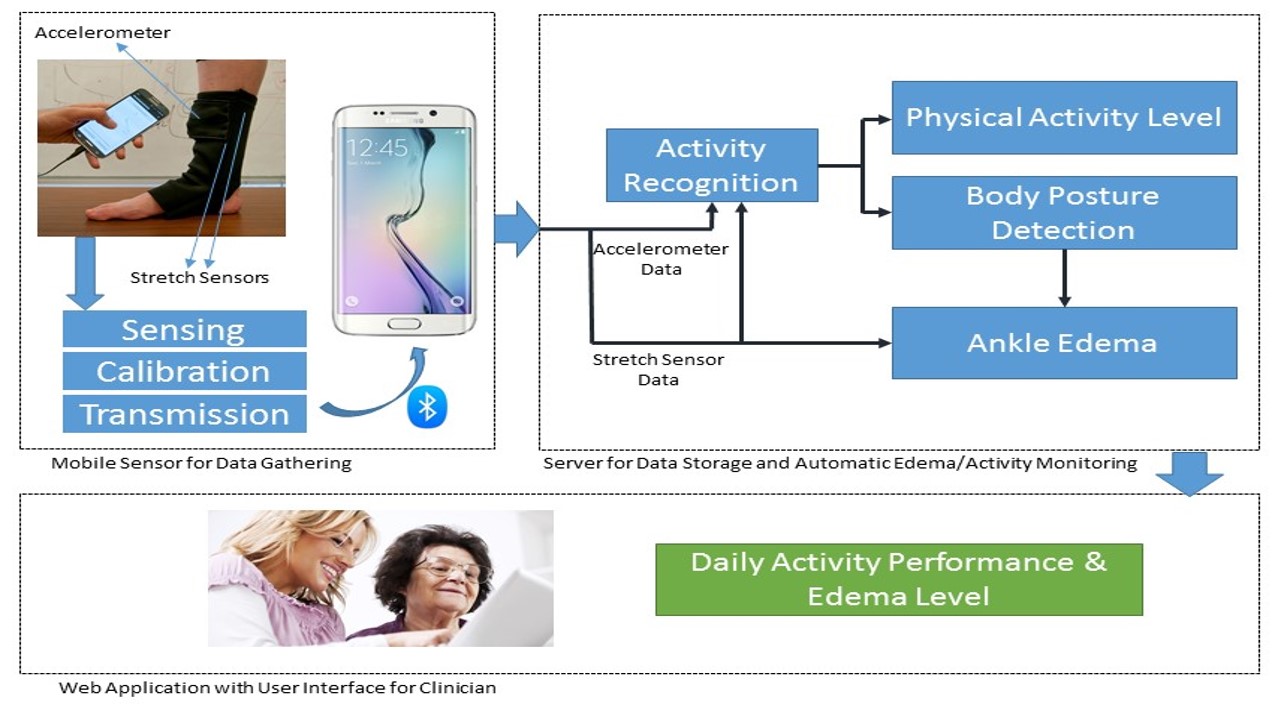 Accelerometer
Stretch Sensors
Sensing
Calibration
Transmission
SAMSUNG
12:45
Mobile Sensor for Data Gathering
Activity
Recognition
Physical Activity Level
Body Posture
Detection
Accelerometer
Data
Ankle Edema
Stretch Sensor
Data
Server for Data Storage and Automatic Edema/Activity Monitoring
Daily Activity Performance &
Edema Level
Web Application with User Interface for Clinician